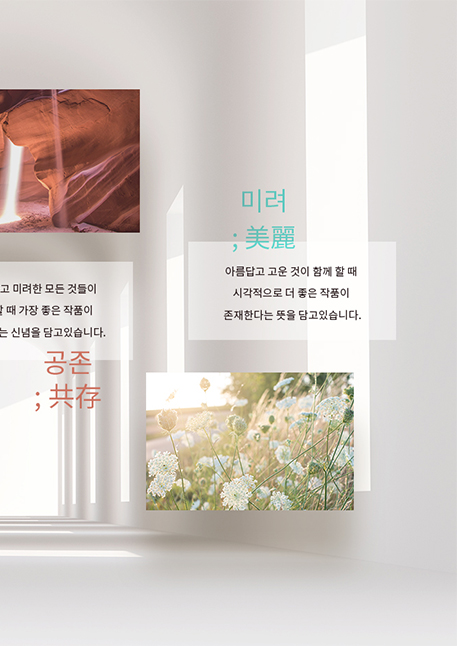 미려
; 美麗
아름답고 고운 것이 함께 할 때
시각적으로 더 좋은 작품이
존재한다는 뜻을 담고있습니다.
고 미려한 모든 것들이
할 때 가장 좋은 작품이
는 신념을 담고있습니다.
공존
; 共存